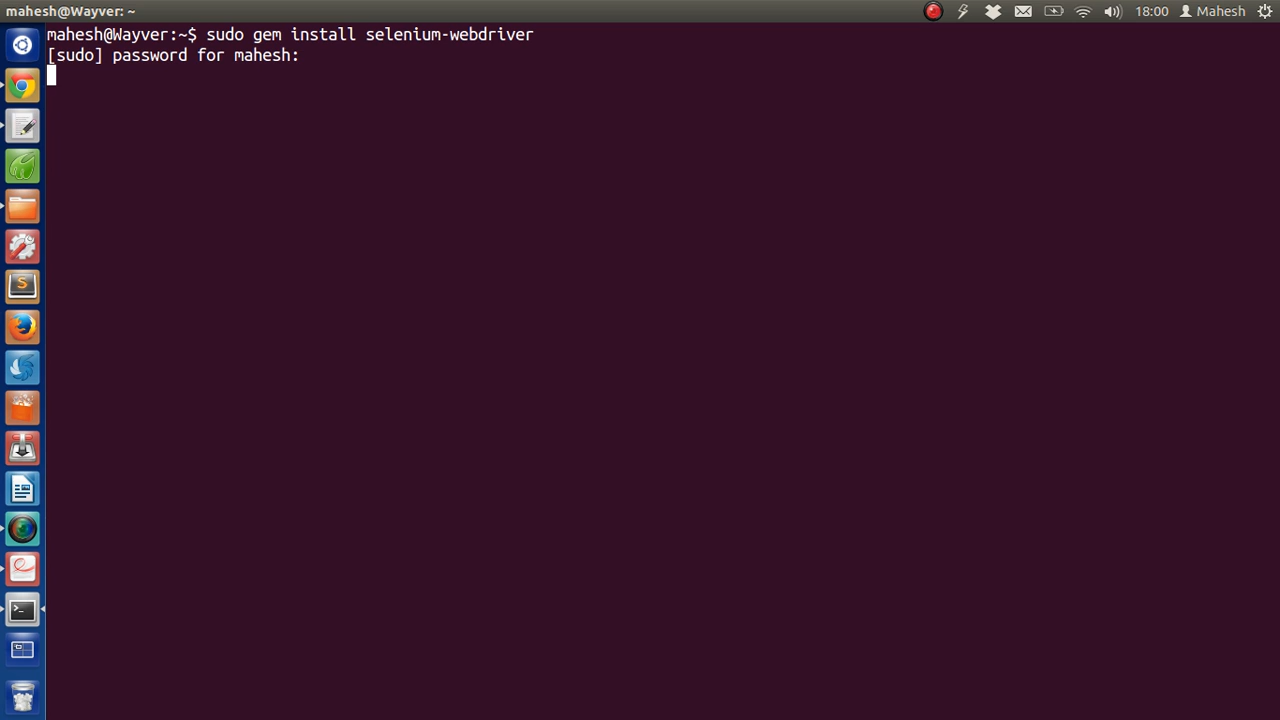 mahesh@Wayver: ~
18:00
Mahesh
mahesh@Wayver:~$ sudo gem install selenium-webdriver
[sudo] password for mahesh: